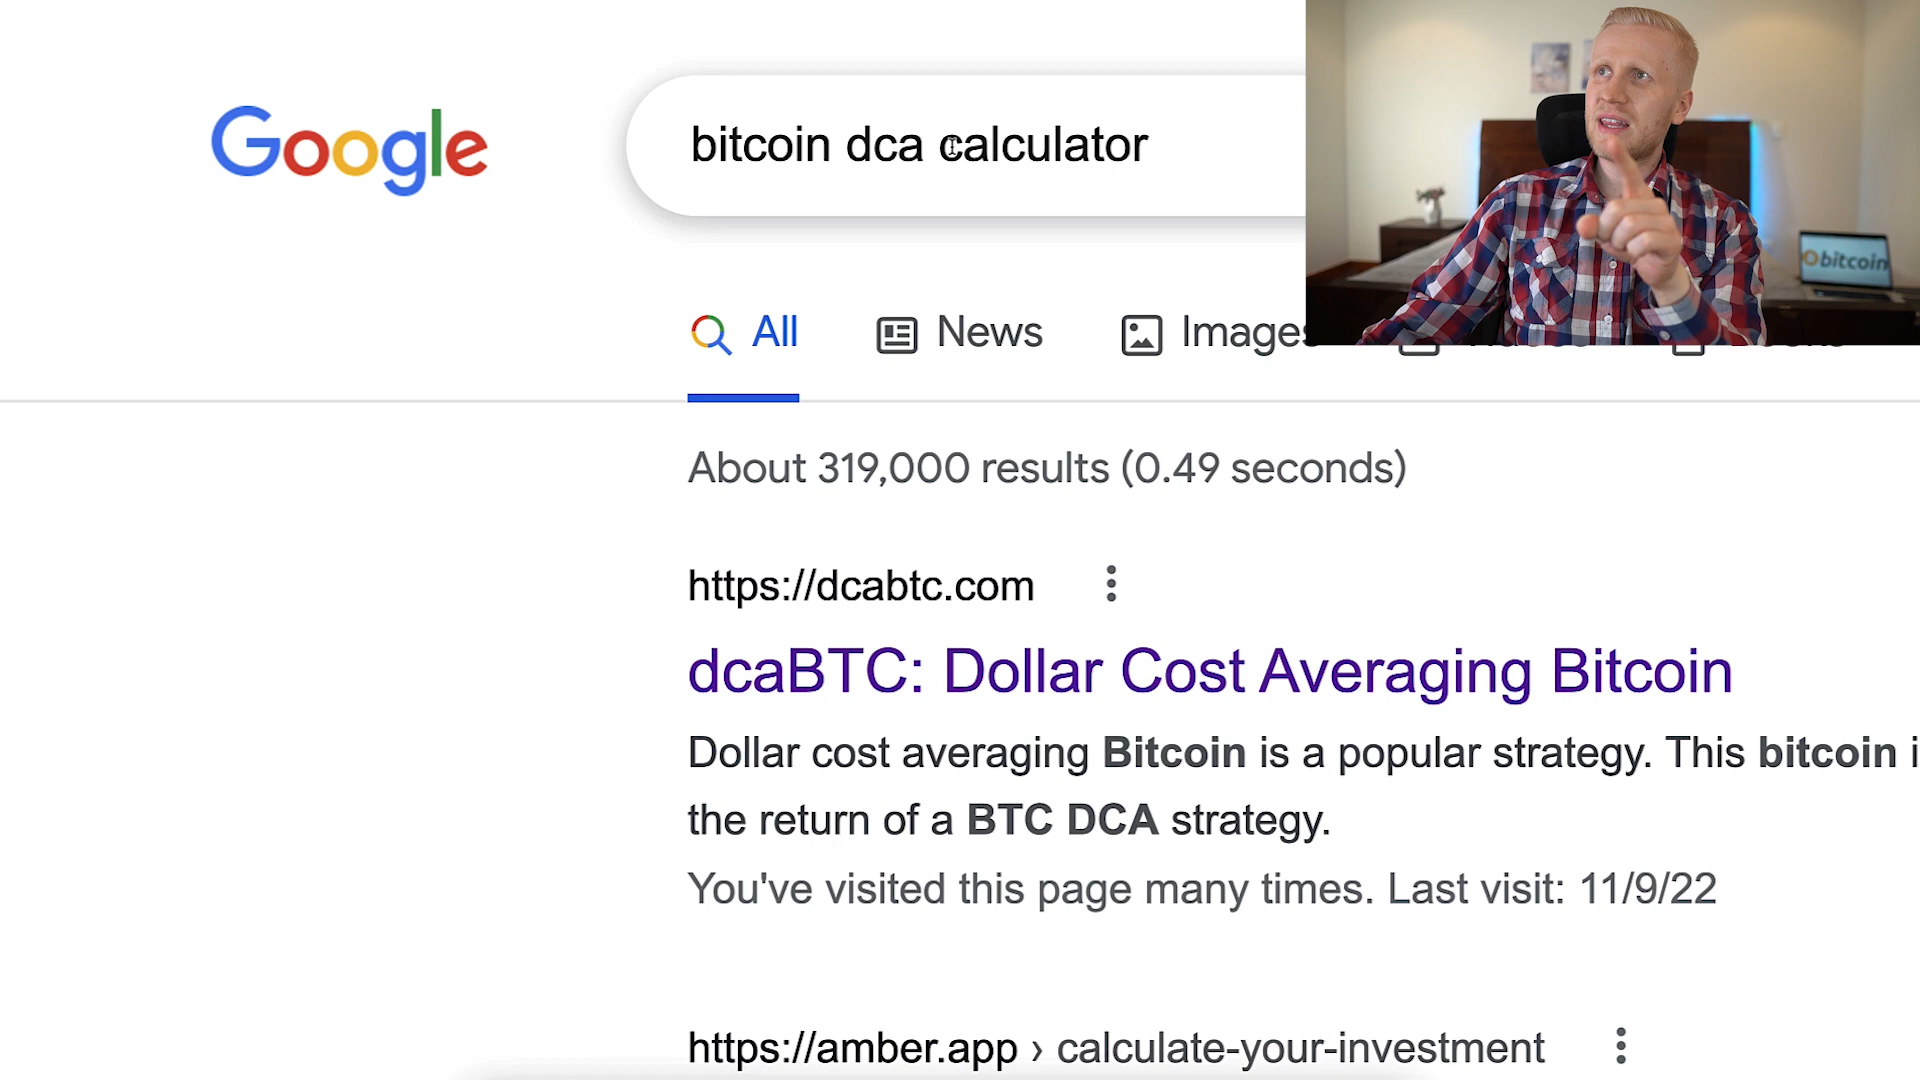 Google
bitcoin dca calculator
All News Images
bitcoin
About 319,000 results (0.49 seconds)
https://dcabtc.com
dcaBTC: Dollar Cost Averaging Bitcoin
Dollar cost averaging Bitcoin is a popular strategy. This bitcoin i
the return of a BTC DCA strategy.
You've visited this page many times. Last visit: 11/9/22
https://amber.app › calculate-your-investment